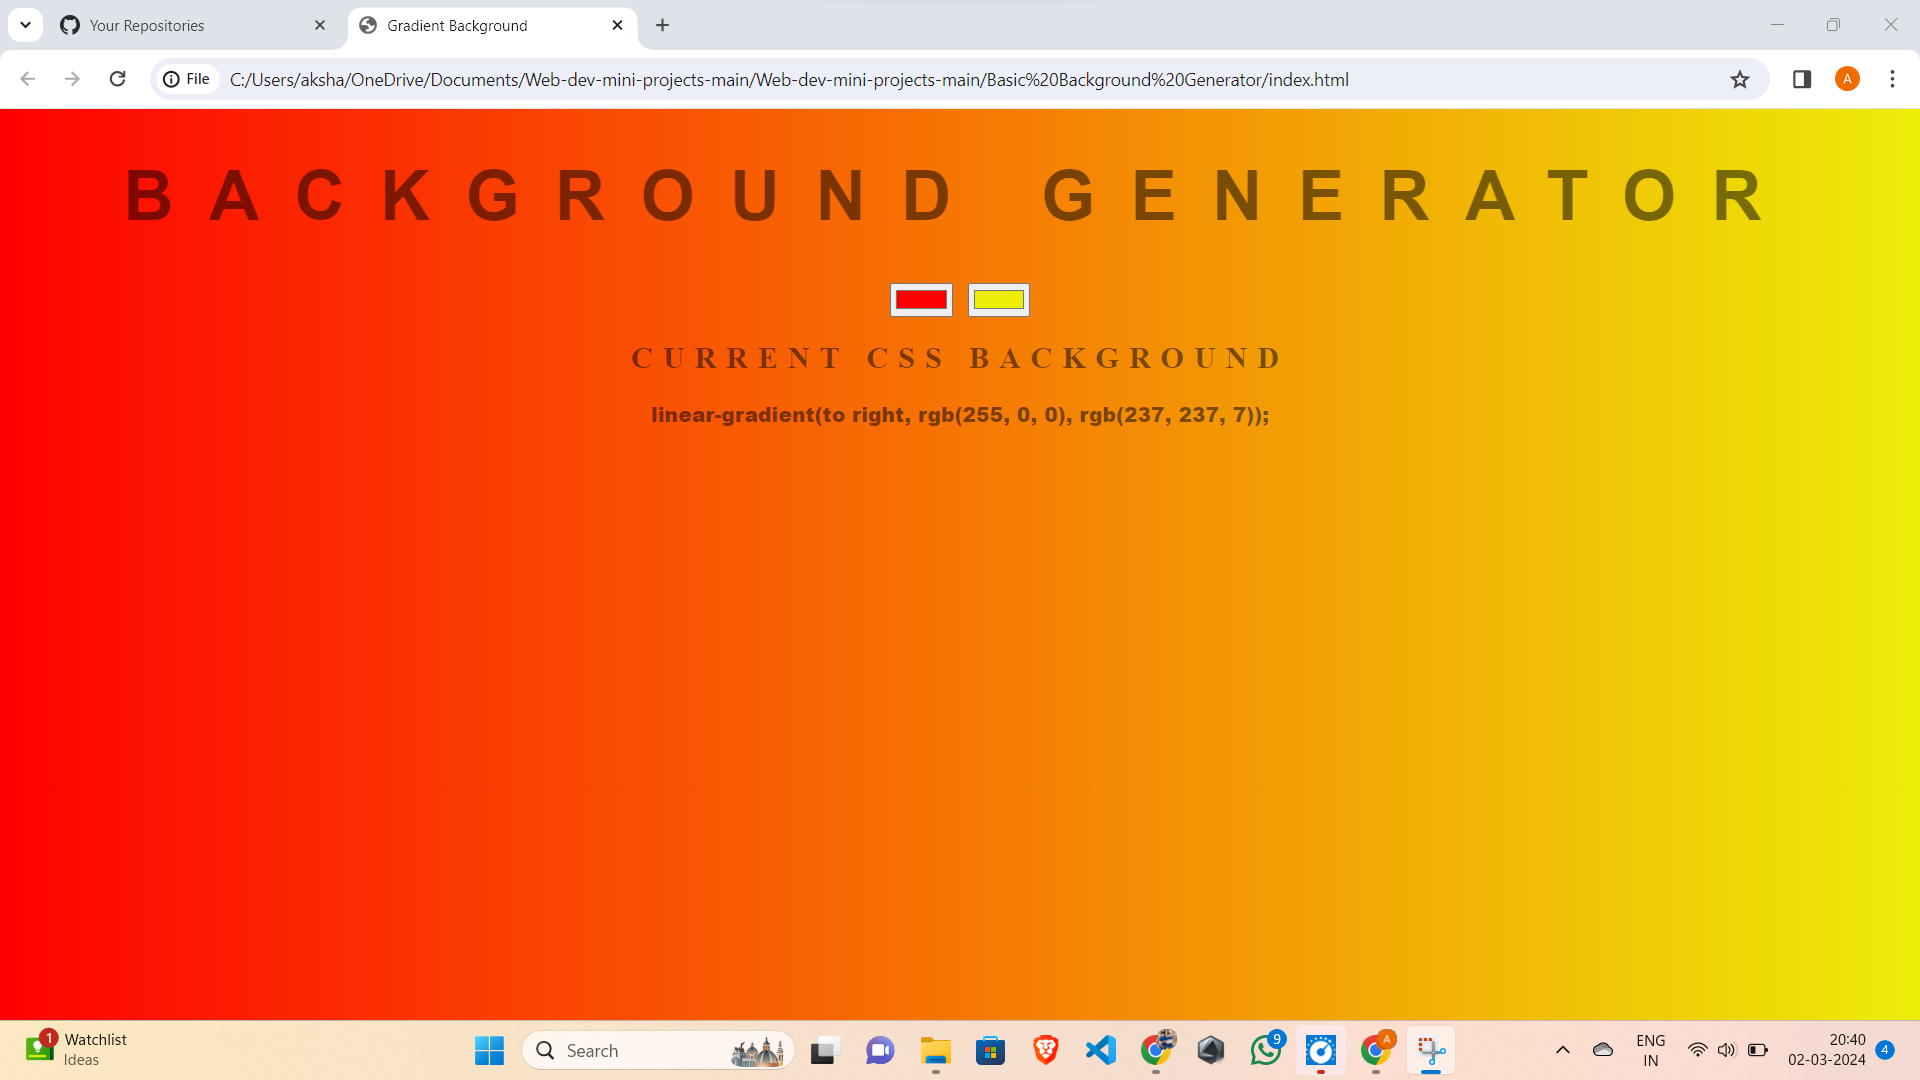 Your Repositories
Gradient Background
File
C:/Users/aksha/OneDrive/Documents/Web-dev-mini-projects-main/Web-dev-mini-projects-main/Basic%20Background%20Generator/index.html
A
BACKGROUND GENERATOR
CURRENT CSS BACKGROUND
linear-gradient(to right, rgb(255, 0, 0), rgb(237, 237, 7));
1
Watchlist
Ideas
Search
9
A
ENG
IN
20:40
02-03-2024
4